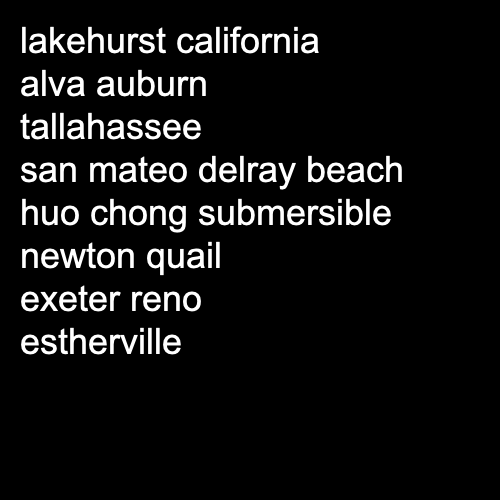 lakehurst california
alva auburn
tallahassee
san mateo delray beach
huo chong submersible
newton quail
exeter reno
estherville